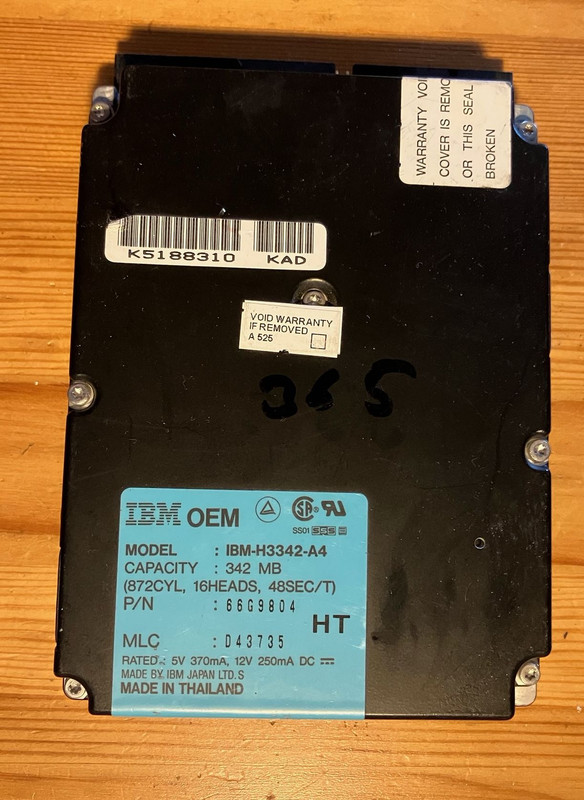 WARRANTY VOI
COVER IS REMO
OR THIS SEAL
BROKEN
K5188310 KAD
VOID WARRANTY
IF REMOVED
A 525
365
IBM OEM
SS01
MODEL : IBM-H3342-A4
CAPACITY : 342 MB
(872CYL, 16HEADS, 48SEC/T)
P/N : 66G9804
HT
MLC : D43735
RATED : 5V 370mA, 12V 250mA DC
MADE BY IBM JAPAN LTD. S
MADE IN THAILAND